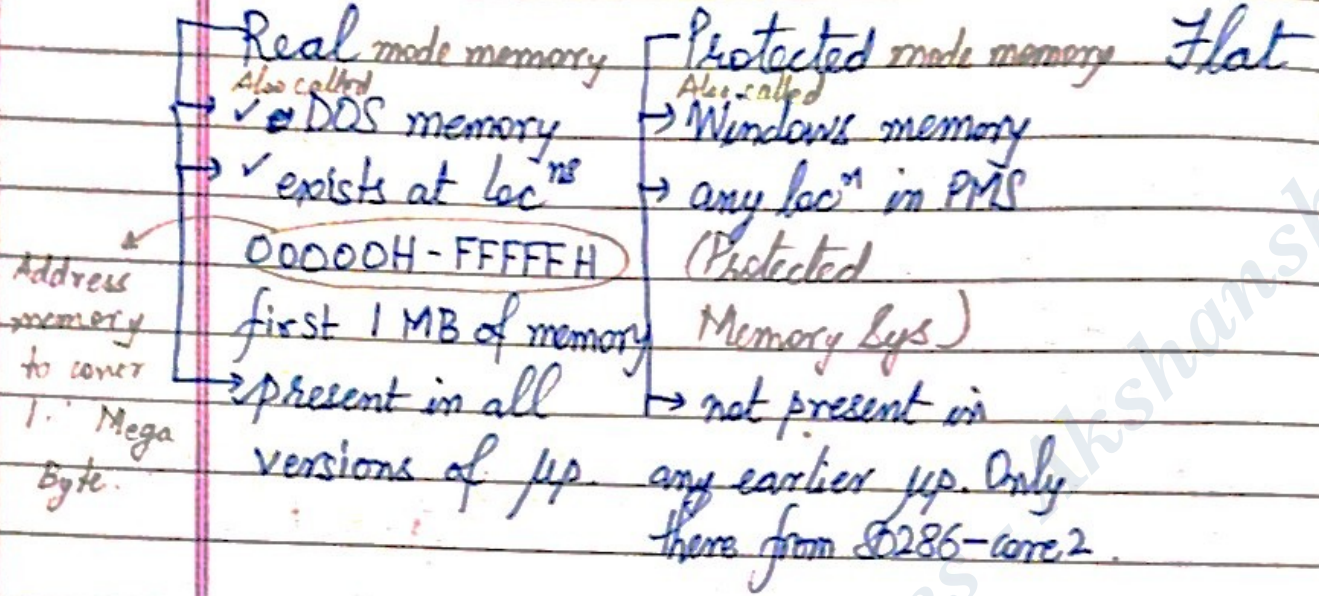 Real mode memory
Also called
✓ DOS memory
✓ exists at locⁿˢ
00000H - FFFFFH
first 1 MB of memory
present in all
versions of μp.
Address
memory
to cover
1. Mega
Byte.
Protected mode memory
Also called
Windows memory
any locⁿ in PMS
(Protected
Memory Sys)
not present in
any earlier μp. Only
there from 80286-core2.
Flat
Akshansh